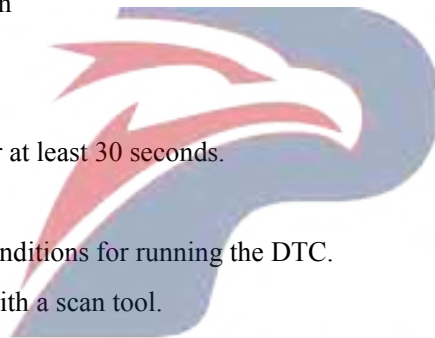 at least 30 seconds.
nditions for running the DTC.
ith a scan tool.